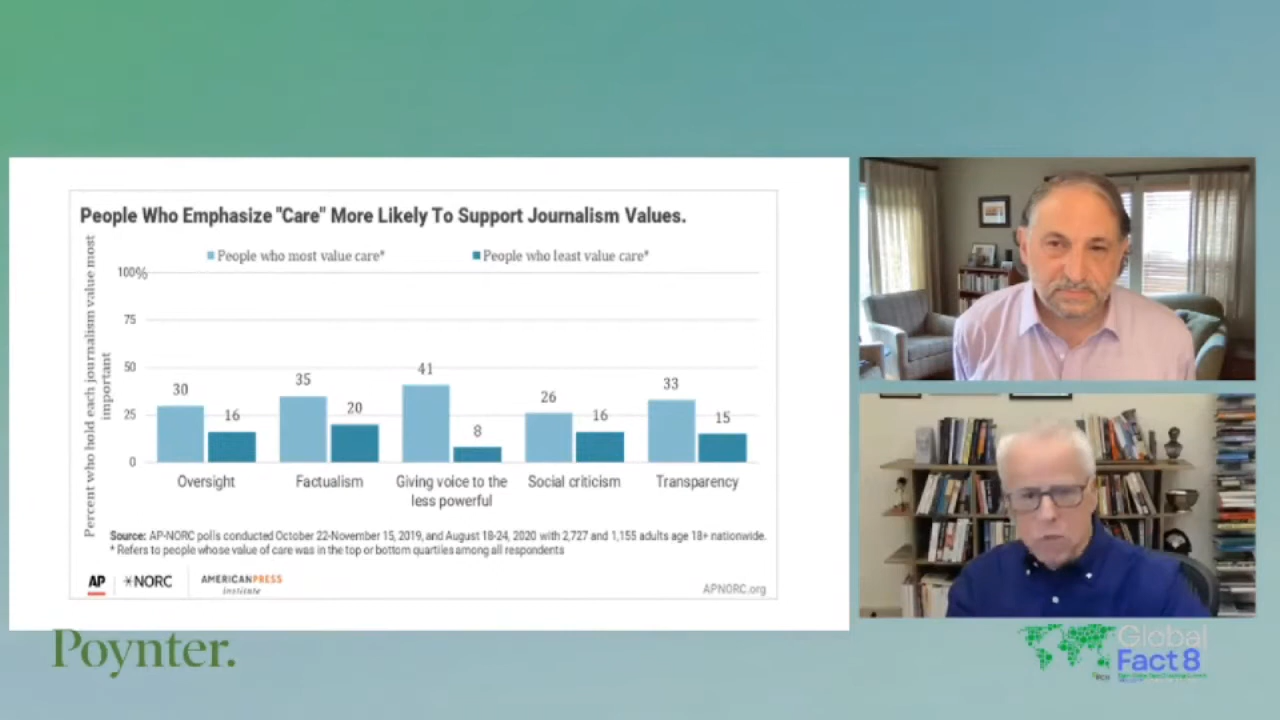 People Who Emphasize "Care" More Likely To Support Journalism Values.
People who most value care*
People who least value care*
Percent who hold each journalism value most
important
100%
75
50
25
0
30
16
35
20
41
8
26
16
33
15
Oversight
Factualism
Giving voice to the
less powerful
Social criticism
Transparency
Source: AP-NORC polls conducted October 22-November 15, 2019, and August 18-24, 2020 with 2,727 and 1,155 adults age 18+ nationwide.
* Refers to people whose value of care was in the top or bottom quartiles among all respondents
AP
NORC
AMERICANPRESS
Institute
APNORC.org
Poynter.
Global
Fact 8